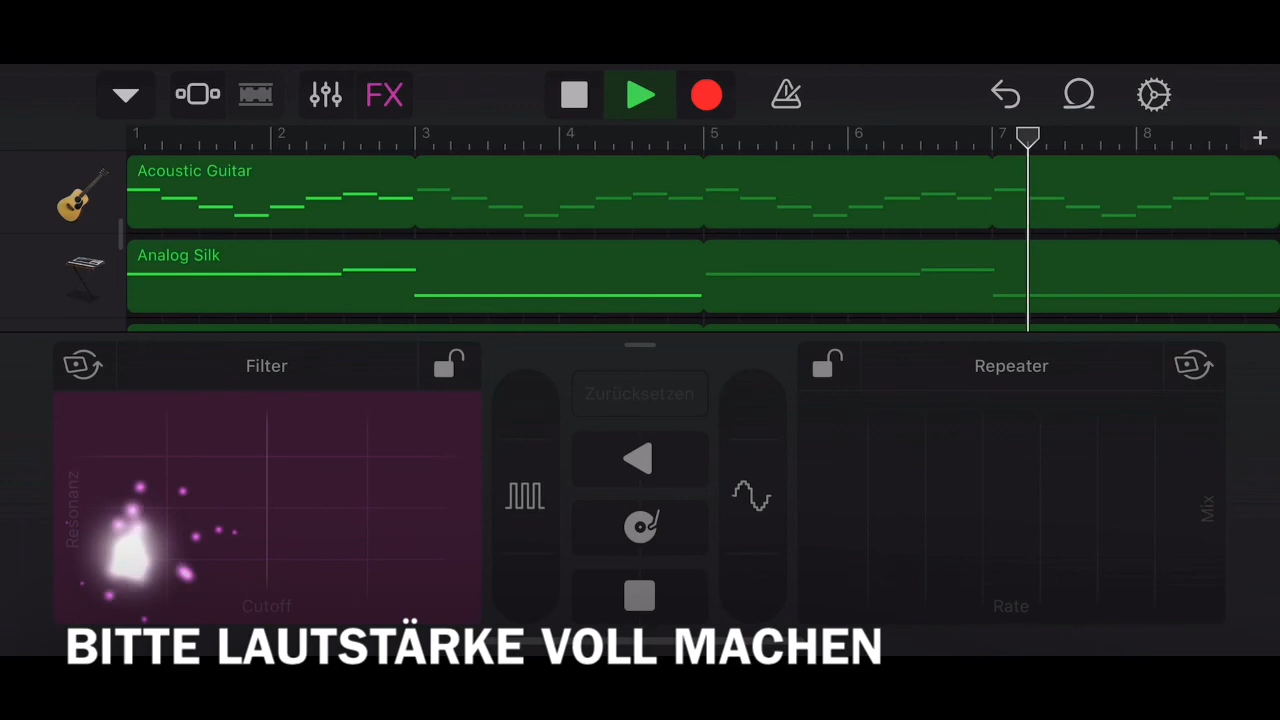 FX
1 2 3 4 5 6 7 8 +
Acoustic Guitar
Analog Silk
Filter
Repeater
Zurücksetzen
Resonanz
Mix
Cutoff
Rate
BITTE LAUTSTÄRKE VOLL MACHEN